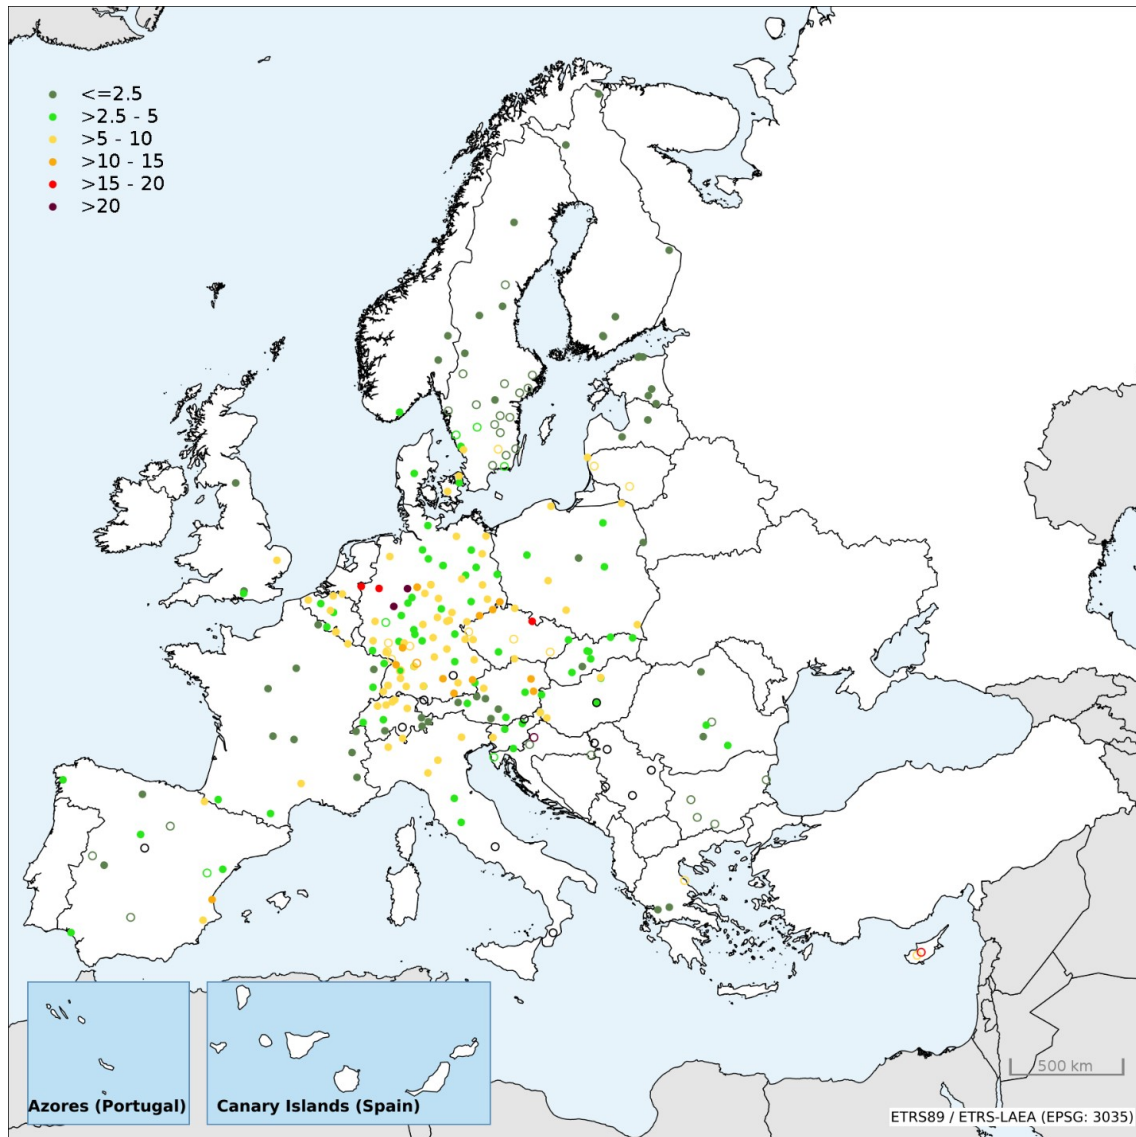 <=2.5
>2.5 - 5
>5 - 10
>10 - 15
>15 - 20
>20
500 km
Azores (Portugal)
Canary Islands (Spain)
ETRS89 / ETRS-LAEA (EPSG: 3035)